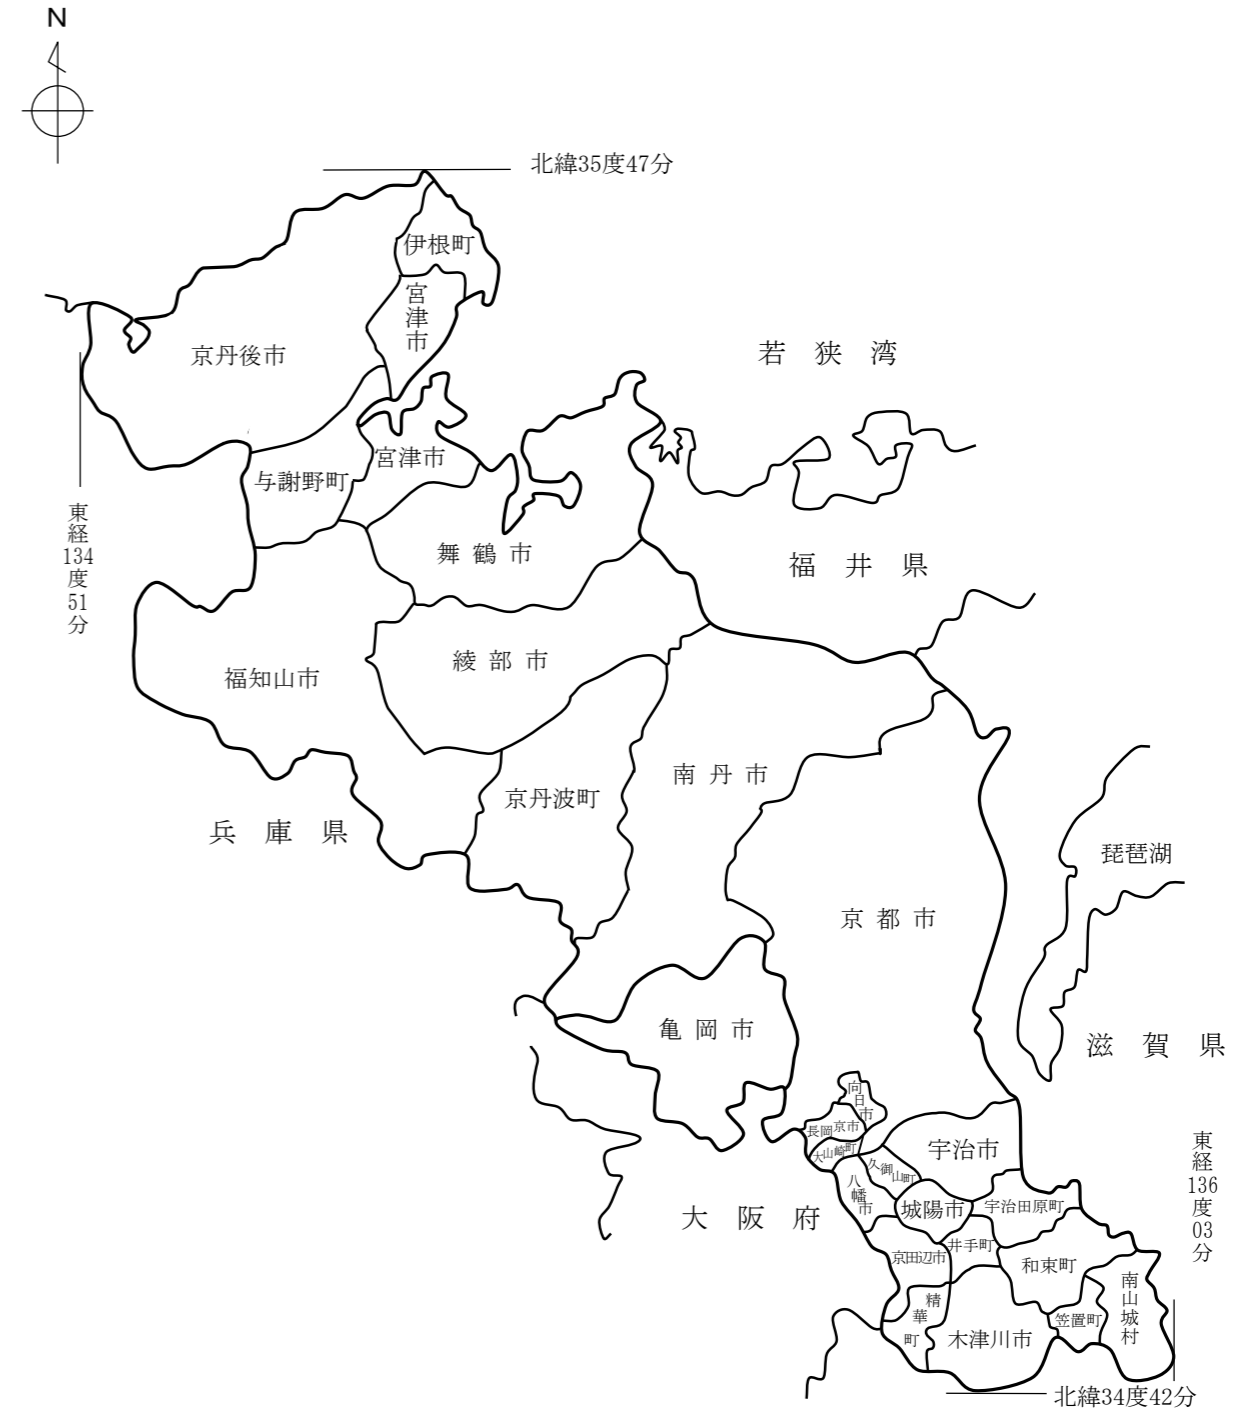 N
北緯35度47分
伊根町
宮津市
京丹後市
若狭湾
宮津市
与謝野町
東経134度51分
舞鶴市
福井県
綾部市
福知山市
南丹市
京丹波町
兵庫県
琵琶湖
京都市
亀岡市
滋賀県
向日市
長岡京市
大山崎町
宇治市
東経136度03分
久御山町
八幡市
城陽市
宇治田原町
大阪府
井手町
京田辺市
和束町
南山城村
精華町
笠置町
木津川市
北緯34度42分